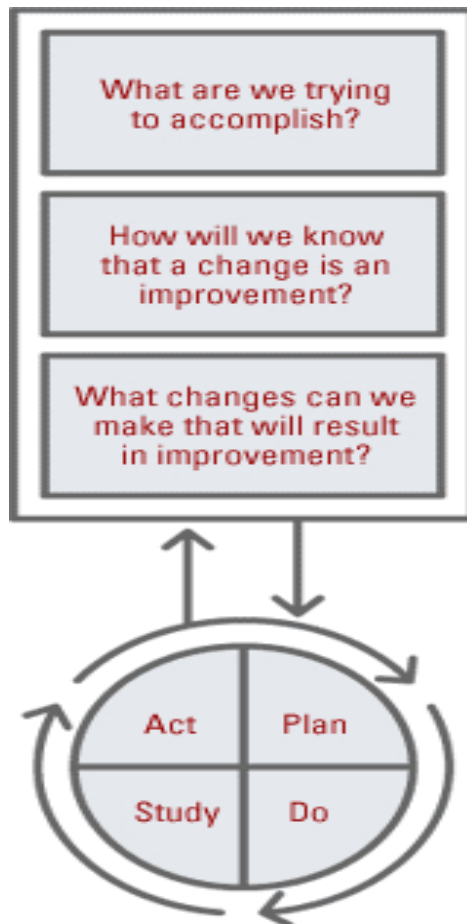 What are we trying
to accomplish?
How will we know
that a change is an
improvement?
What changes can we
make that will result
in improvement?
Act Plan
Study Do